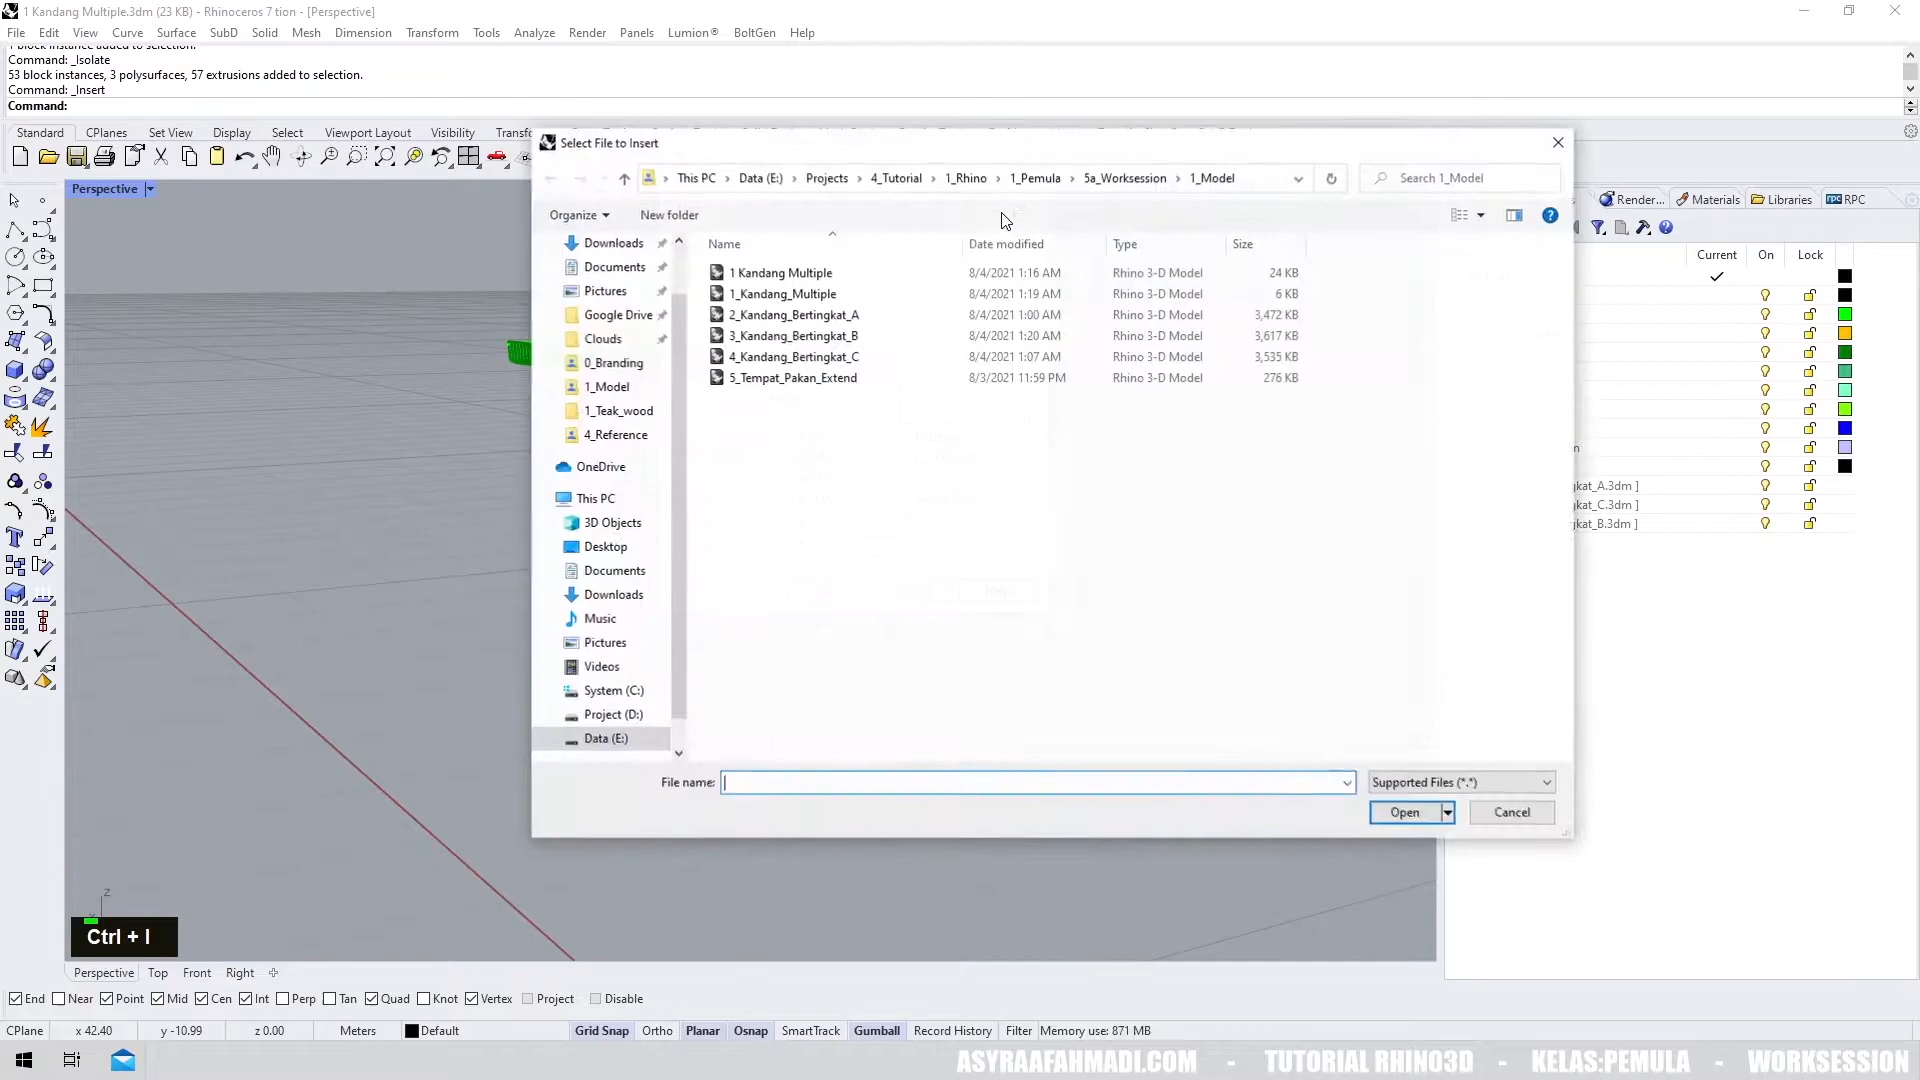 1 Kandang Multiple.3dm (23 KB) - Rhinoceros 7 tion - [Perspective]
File Edit View Curve Surface SubD Solid Mesh Dimension Transform Tools Analyze Render Panels Lumion® BoltGen Help
1 block instance added to selection.
Command: _Isolate
53 block instances, 3 polysurfaces, 57 extrusions added to selection.
Command: _Insert
Command:
Standard CPlanes Set View Display Select Viewport Layout Visibility Transf
Perspective
Select File to Insert
This PC > Data (E:) > Projects > 4_Tutorial > 1_Rhino > 1_Pemula > 5a_Worksession > 1_Model
Search 1_Model
Organize New folder
Name Date modified Type Size
1 Kandang Multiple 8/4/2021 1:16 AM Rhino 3-D Model 24 KB
1_Kandang_Multiple 8/4/2021 1:19 AM Rhino 3-D Model 6 KB
2_Kandang_Bertingkat_A 8/4/2021 1:00 AM Rhino 3-D Model 3,472 KB
3_Kandang_Bertingkat_B 8/4/2021 1:20 AM Rhino 3-D Model 3,617 KB
4_Kandang_Bertingkat_C 8/4/2021 1:07 AM Rhino 3-D Model 3,535 KB
5_Tempat_Pakan_Extend 8/3/2021 11:59 PM Rhino 3-D Model 276 KB
Downloads
Documents
Pictures
Google Drive
Clouds
0_Branding
1_Model
1_Teak_wood
4_Reference
OneDrive
This PC
3D Objects
Desktop
Documents
Downloads
Music
Pictures
Videos
System (C:)
Project (D:)
Data (E:)
File name:
Supported Files (*.*)
Open Cancel
Render... Materials Libraries RPC
Current On Lock
n
jkat_A.3dm ]
jkat_C.3dm ]
jkat_B.3dm ]
z
Ctrl + I
Perspective Top Front Right
End Near Point Mid Cen Int Perp Tan Quad Knot Vertex Project Disable
CPlane x 42.40 y -10.99 z 0.00 Meters Default Grid Snap Ortho Planar Osnap SmartTrack Gumball Record History Filter Memory use: 871 MB
ASYRAAFAHMADI.COM - TUTORIAL RHINO3D - KELAS:PEMULA - WORKSESSION